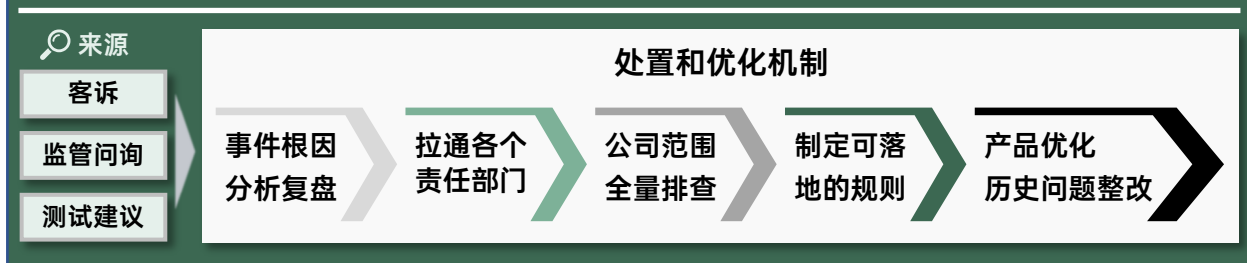 来源
客诉
监管问询
测试建议
处置和优化机制
事件根因
分析复盘
拉通各个
责任部门
公司范围
全量排查
制定可落
地的规则
产品优化
历史问题整改